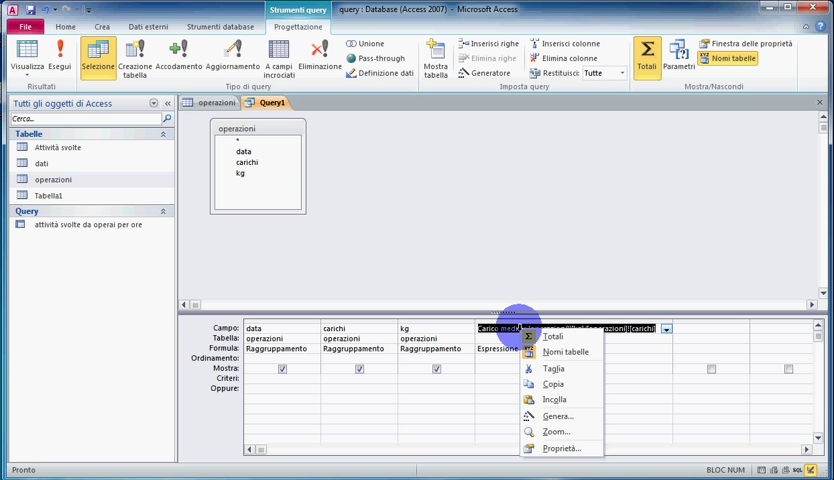 Strumenti query
query : Database (Access 2007) - Microsoft Access
File
Home
Crea
Dati esterni
Strumenti database
Progettazione
Visualizza
Esegui
Risultati
Selezione
Creazione tabella
Accodamento
Aggiornamento
A campi incrociati
Eliminazione
Unione
Pass-through
Definizione dati
Tipo di query
Mostra tabella
Inserisci righe
Elimina righe
Generatore
Inserisci colonne
Elimina colonne
Restituisci: Tutte
Imposta query
Totali
Parametri
Finestra delle proprietà
Nomi tabelle
Mostra/Nascondi
Tutti gli oggetti di Access
Cerca...
Tabelle
Attività svolte
dati
operazioni
Tabella1
Query
attività svolte da operai per ore
operazioni
Query1
operazioni
*
data
carichi
kg
Campo: data carichi kg Carico medi
Tabella: operazioni operazioni operazioni
Formula: Raggruppamento Raggruppamento Raggruppamento Espressione
Ordinamento:
Mostra:
Criteri:
Oppure:
Totali
Nomi tabelle
Taglia
Copia
Incolla
Genera...
Zoom...
Proprietà...
Pronto
BLOC NUM
SQL